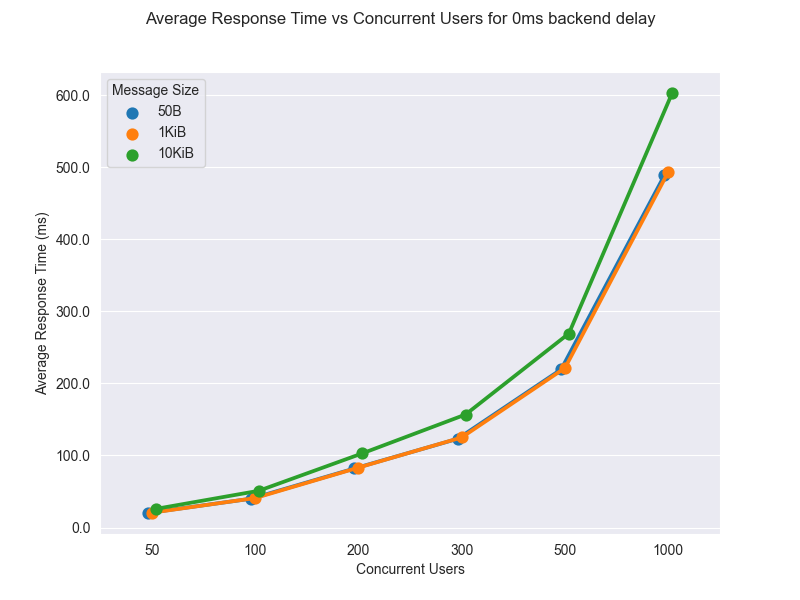 Average Response Time vs Concurrent Users for 0ms backend delay
Message Size
50B
1KiB
10KiB
600.0
500.0
400.0
300.0
200.0
100.0
0.0
Average Response Time (ms)
50 100 200 300 500 1000
Concurrent Users